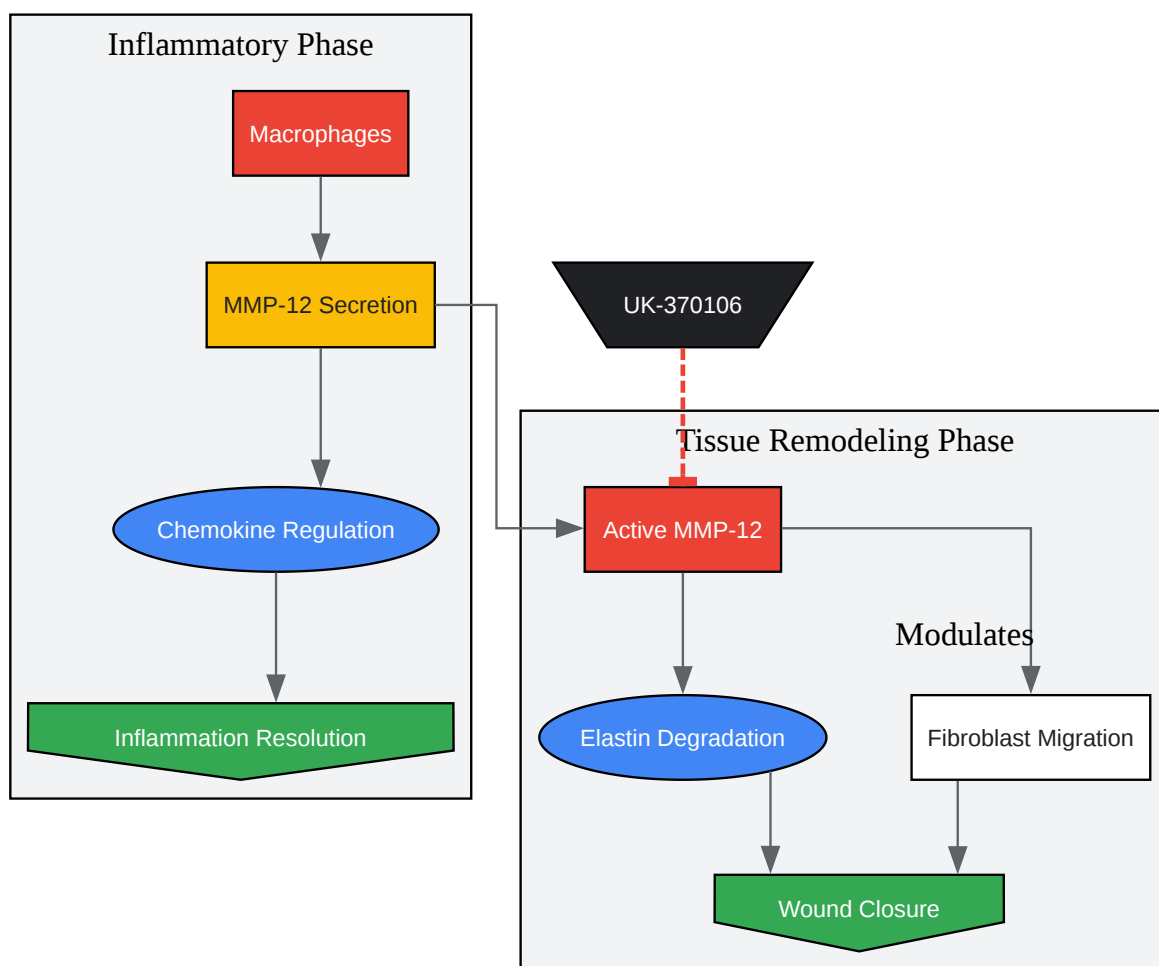 Inflammatory Phase
Macrophages
MMP-12 Secretion
UK-370106
Tissue Remodeling Phase
Chemokine Regulation
Active MMP-12
Modulates
Inflammation Resolution
Elastin Degradation
Fibroblast Migration
Wound Closure